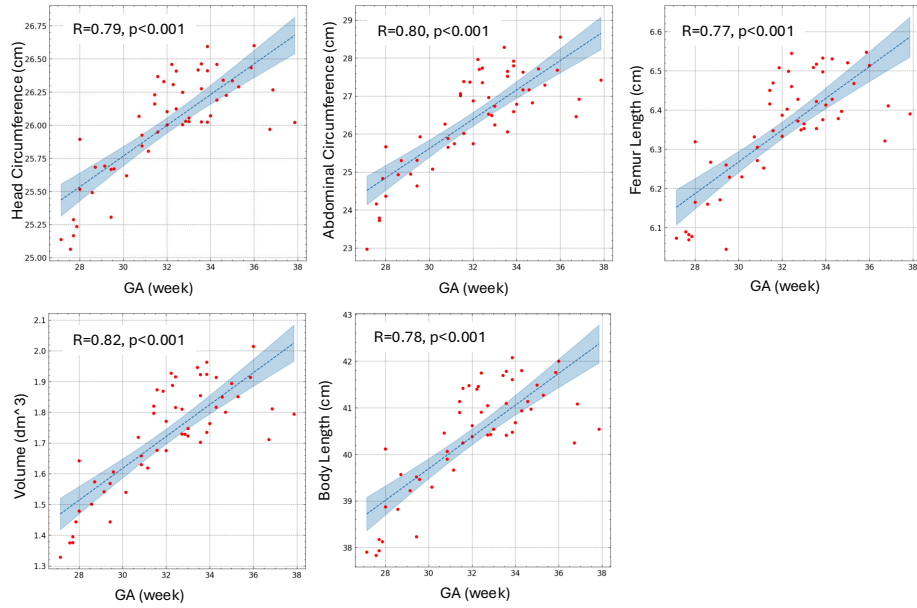 R=0.79, p<0.001
Head Circumference (cm)
26.75
26.50
26.25
26.00
25.75
25.50
25.25
25.00
28 30 32 34 36 38
GA (week)
R=0.80, p<0.001
Abdominal Circumference (cm)
29
28
27
26
25
24
23
28 30 32 34 36 38
GA (week)
R=0.77, p<0.001
Femur Length (cm)
6.6
6.5
6.4
6.3
6.2
6.1
28 30 32 34 36 38
GA (week)
R=0.82, p<0.001
Volume (dm^3)
2.1
2.0
1.9
1.8
1.7
1.6
1.5
1.4
1.3
28 30 32 34 36 38
GA (week)
R=0.78, p<0.001
Body Length (cm)
43
42
41
40
39
38
28 30 32 34 36 38
GA (week)